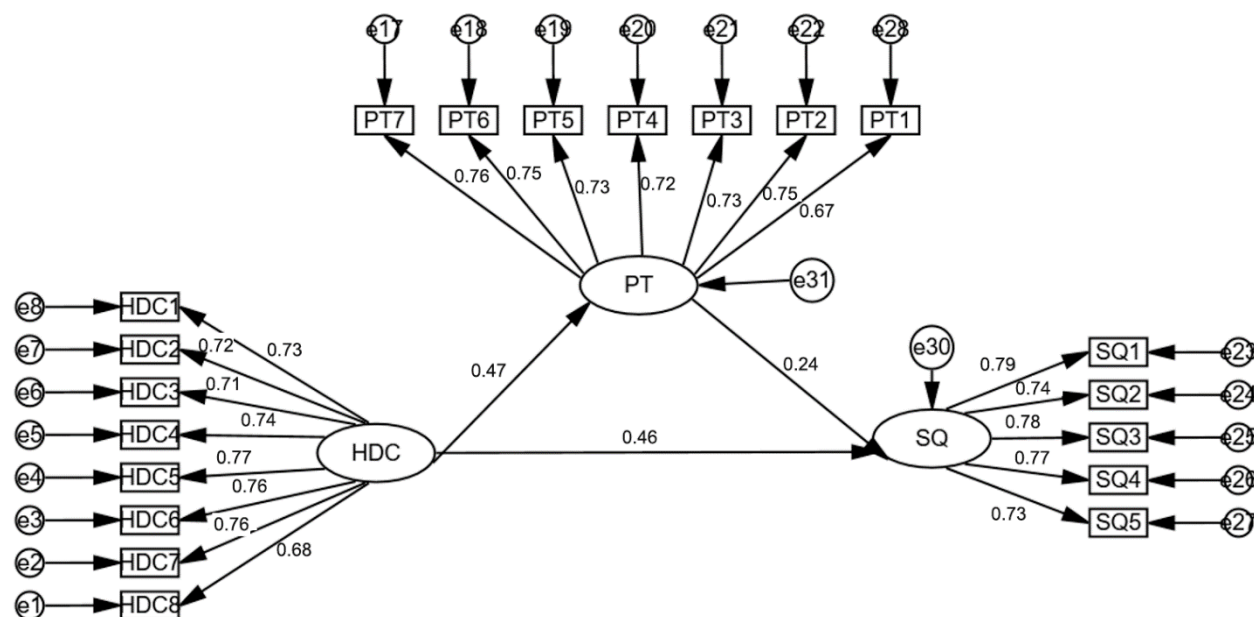 e17 e18 e19 e20 e21 e22 e28
PT7 PT6 PT5 PT4 PT3 PT2 PT1
0.76 0.75 0.73 0.72 0.73 0.75 0.67
PT
e31
e8 HDC1
e7 HDC2
e6 HDC3
e5 HDC4
e4 HDC5
e3 HDC6
e2 HDC7
e1 HDC8
0.73
0.72
0.71
0.74
0.77
0.76
0.76
0.68
HDC
0.47
0.24
0.46
e30
SQ
0.79
0.74
0.78
0.77
0.73
SQ1 e23
SQ2 e24
SQ3 e25
SQ4 e26
SQ5 e27